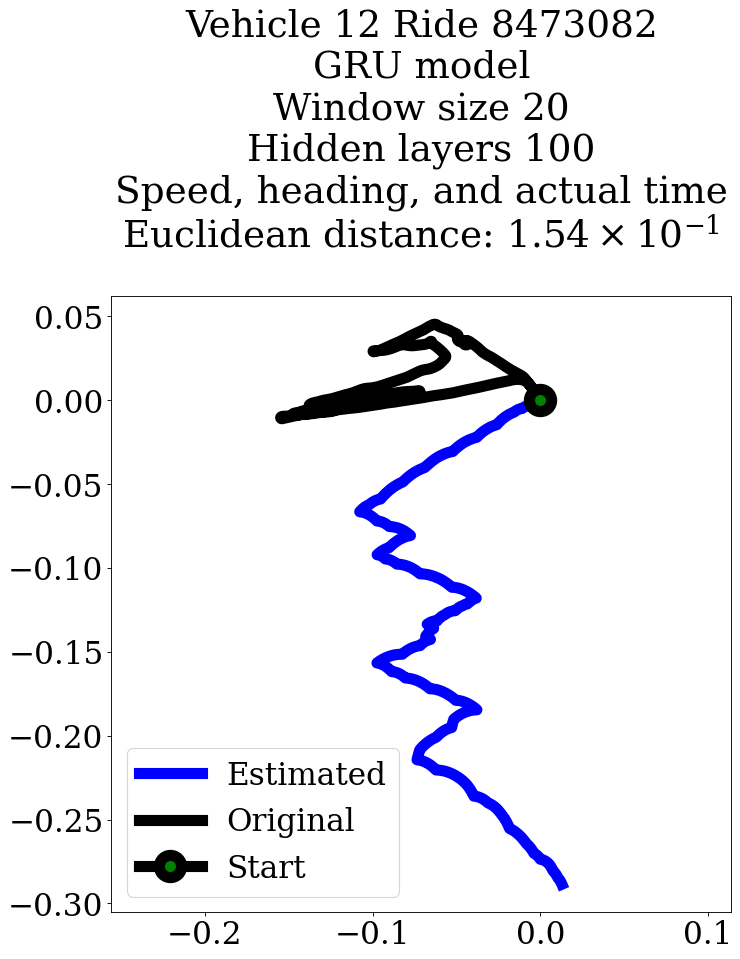 Vehicle 12 Ride 8473082
GRU model
Window size 20
Hidden layers 100
Speed, heading, and actual time
Euclidean distance: 1.54 × 10⁻¹
0.05
0.00
−0.05
−0.10
−0.15
−0.20
−0.25
−0.30
Estimated
Original
Start
−0.2
−0.1
0.0
0.1